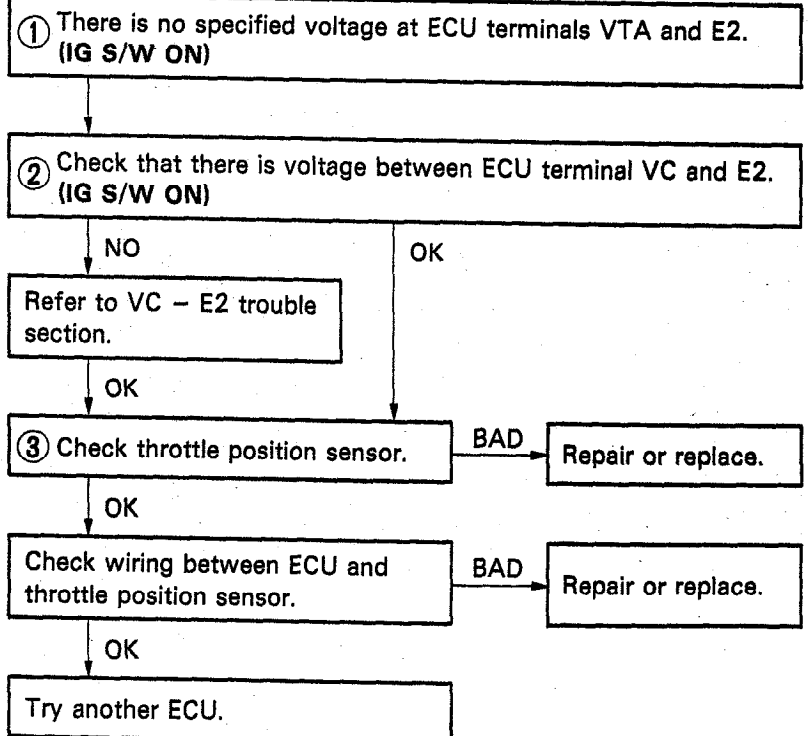 ① There is no specified voltage at ECU terminals VTA and E2.
(IG S/W ON)
② Check that there is voltage between ECU terminal VC and E2.
(IG S/W ON)
NO
OK
Refer to VC – E2 trouble
section.
OK
③ Check throttle position sensor.
BAD
Repair or replace.
OK
Check wiring between ECU and
throttle position sensor.
BAD
Repair or replace.
OK
Try another ECU.